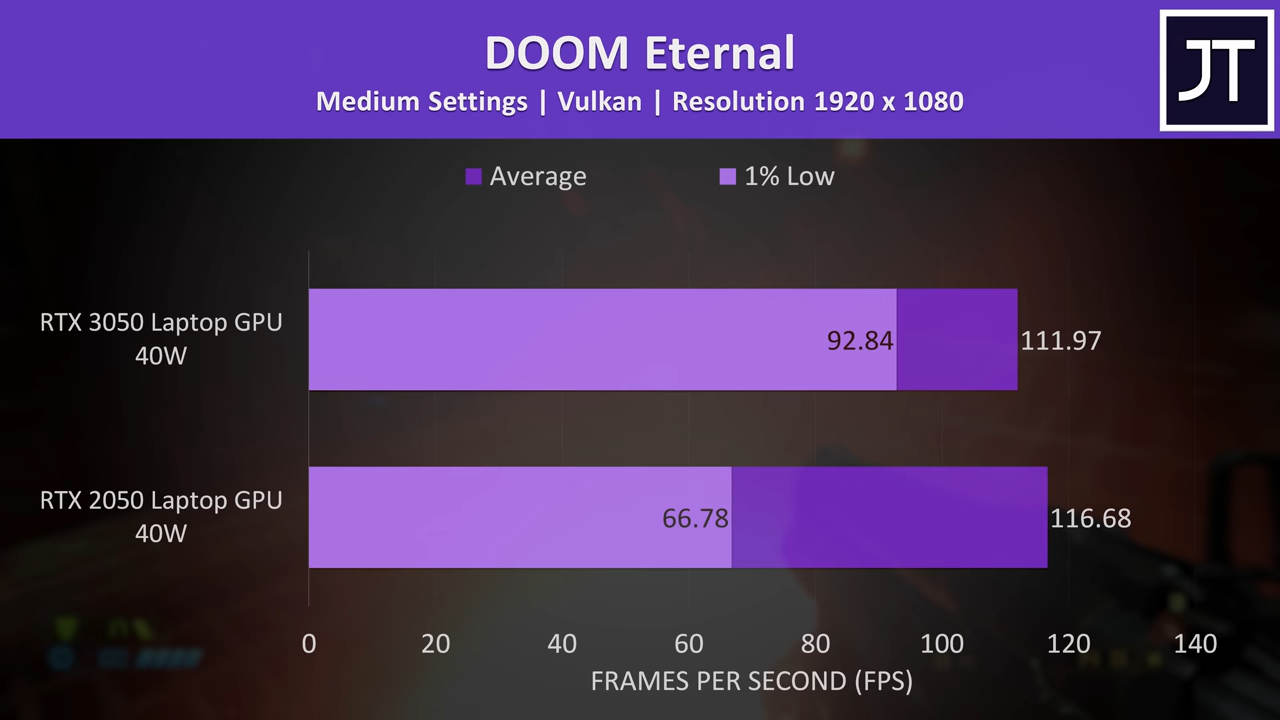 DOOM Eternal
Medium Settings | Vulkan | Resolution 1920 x 1080
JT
Average
1% Low
RTX 3050 Laptop GPU
40W
92.84
111.97
RTX 2050 Laptop GPU
40W
66.78
116.68
0 20 40 60 80 100 120 140
FRAMES PER SECOND (FPS)